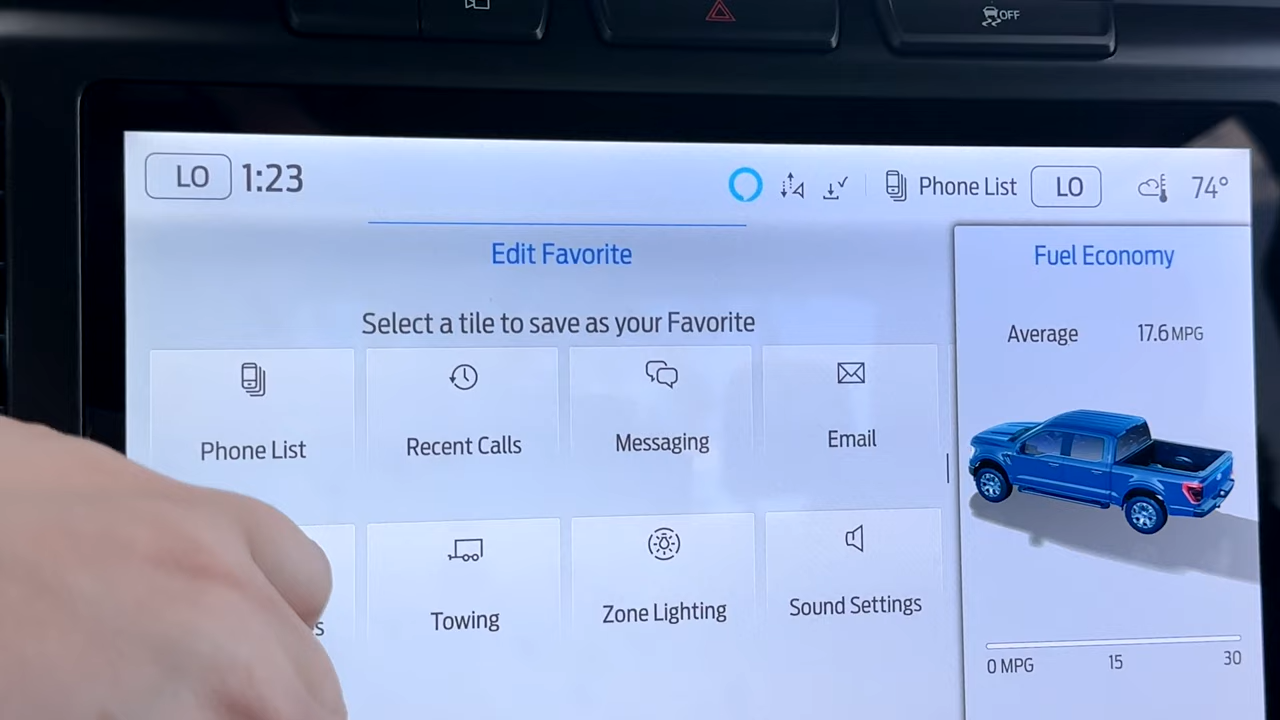 OFF
LO 1:23
Phone List LO 74°
Edit Favorite
Select a tile to save as your Favorite
Phone List
Recent Calls
Messaging
Email
s
Towing
Zone Lighting
Sound Settings
Fuel Economy
Average 17.6 MPG
0 MPG 15 30